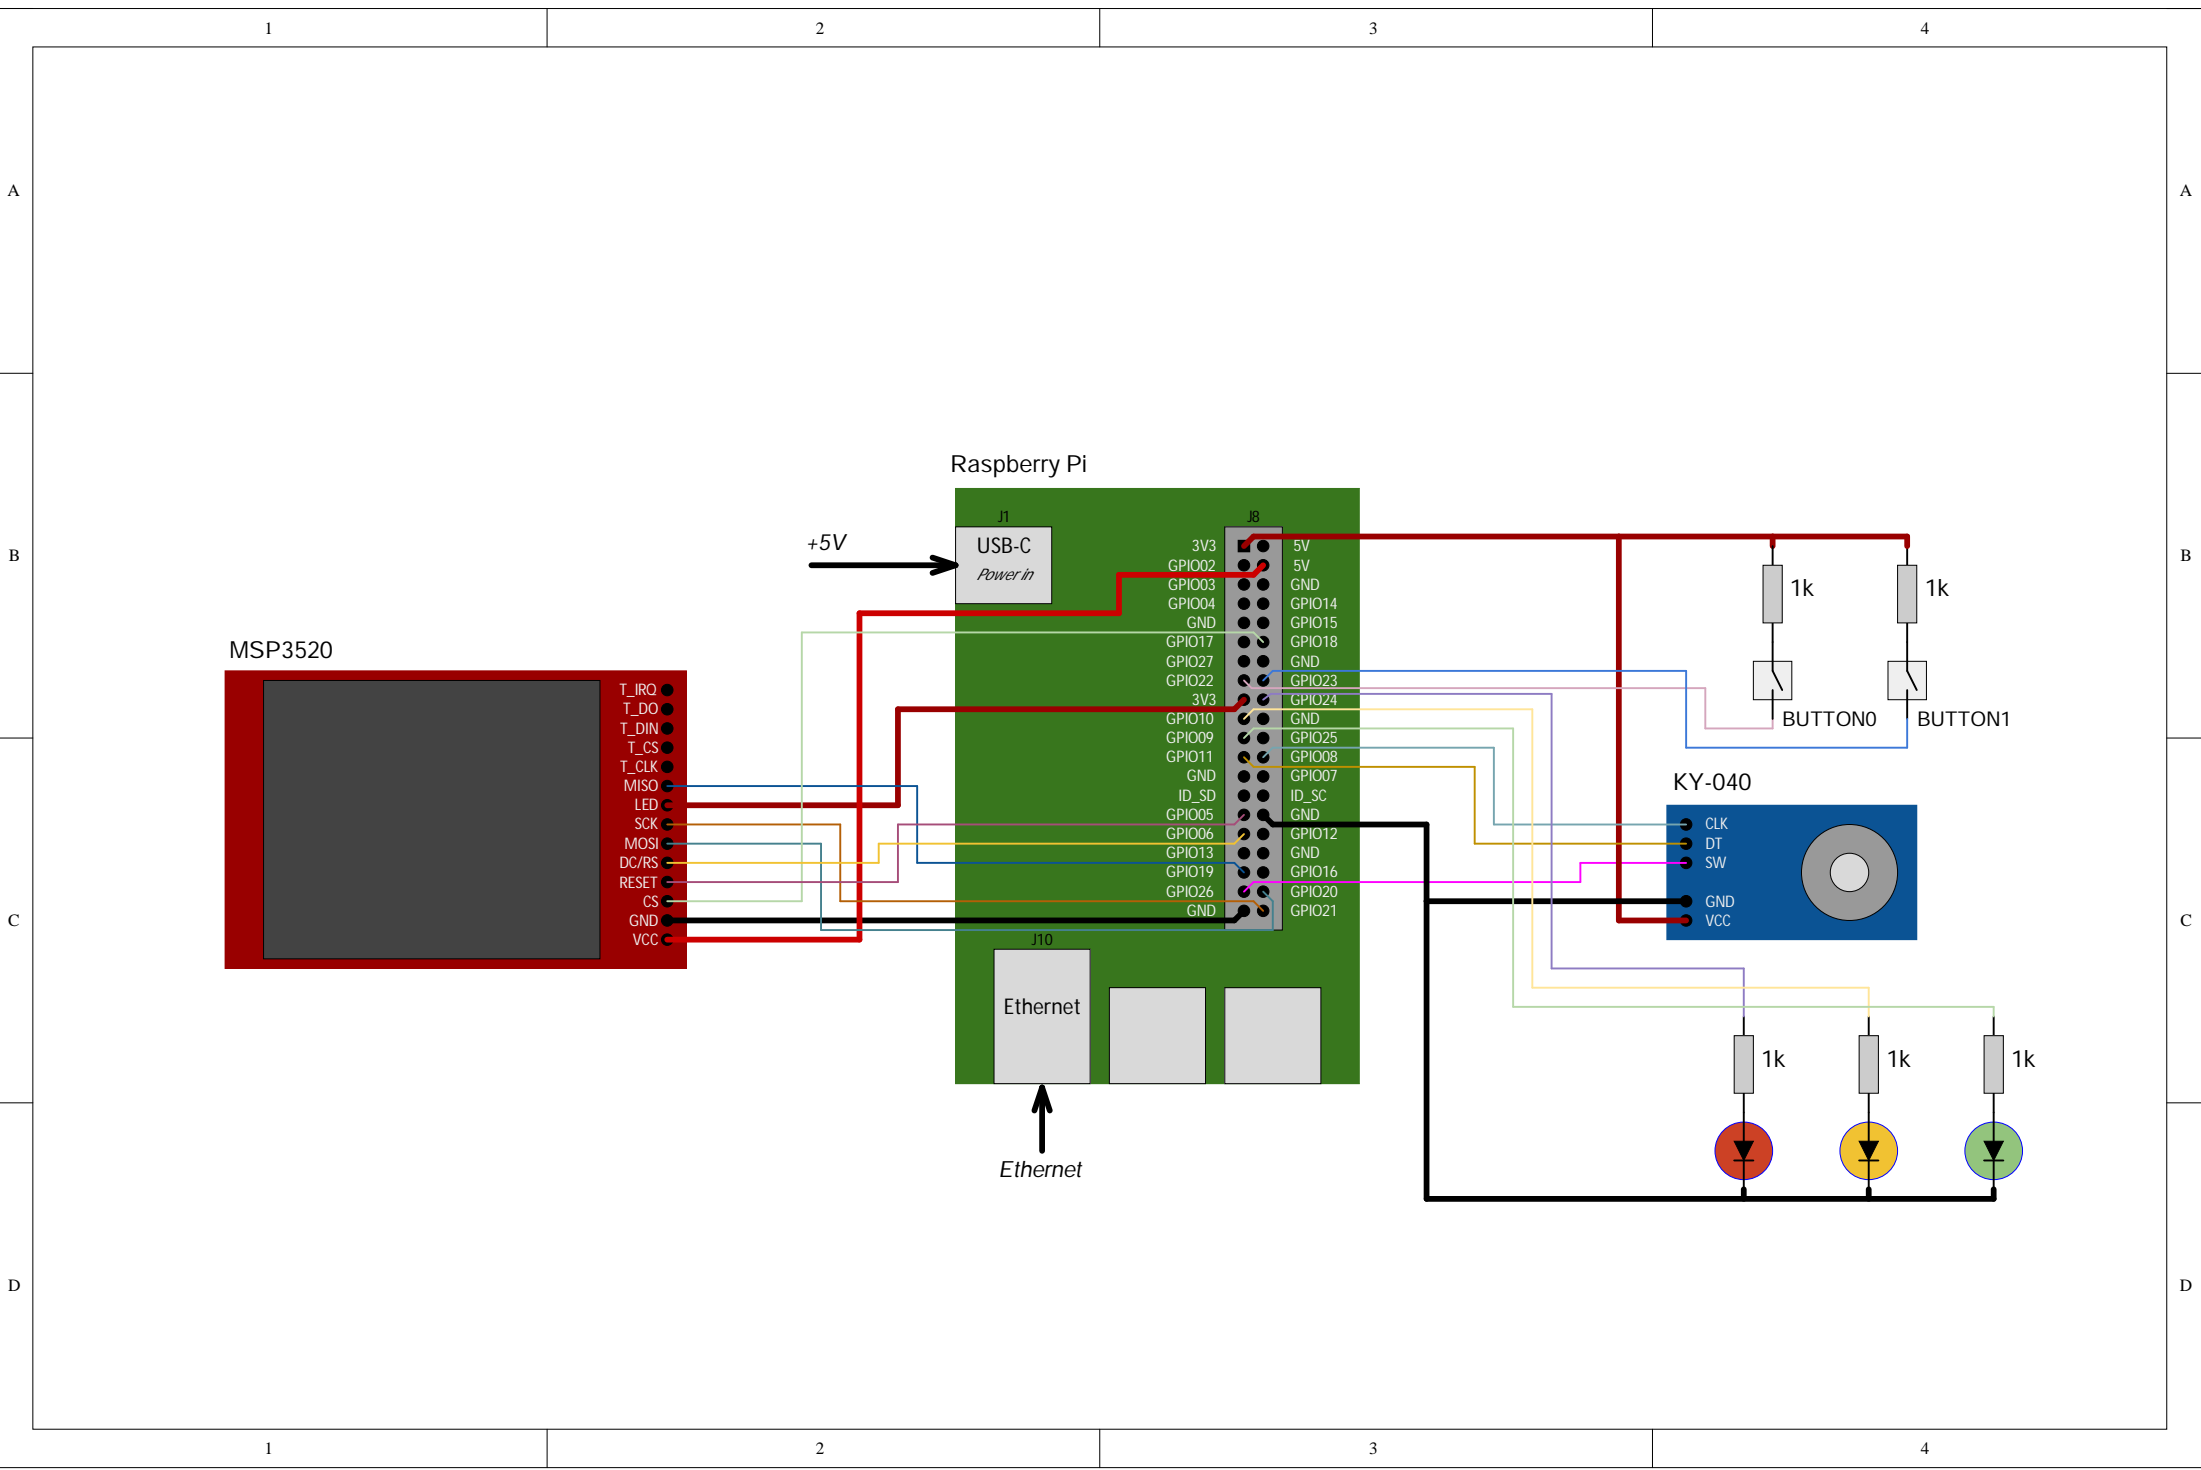 1 2 3 4
A A
B B
C C
D D
Raspberry Pi
J1
USB-C
Power in
+5V
J8
3V3 5V
GPIO02 5V
GPIO03 GND
GPIO04 GPIO14
GND GPIO15
GPIO17 GPIO18
GPIO27 GND
GPIO22 GPIO23
3V3 GPIO24
GPIO10 GND
GPIO09 GPIO25
GPIO11 GPIO08
GND GPIO07
ID_SD ID_SC
GPIO05 GND
GPIO06 GPIO12
GPIO13 GND
GPIO19 GPIO16
GPIO26 GPIO20
GND GPIO21
J10
Ethernet
Ethernet
MSP3520
T_IRQ
T_DO
T_DIN
T_CS
T_CLK
MISO
LED
SCK
MOSI
DC/RS
RESET
CS
GND
VCC
1k 1k
BUTTON0 BUTTON1
KY-040
CLK
DT
SW
GND
VCC
1k 1k 1k
1 2 3 4